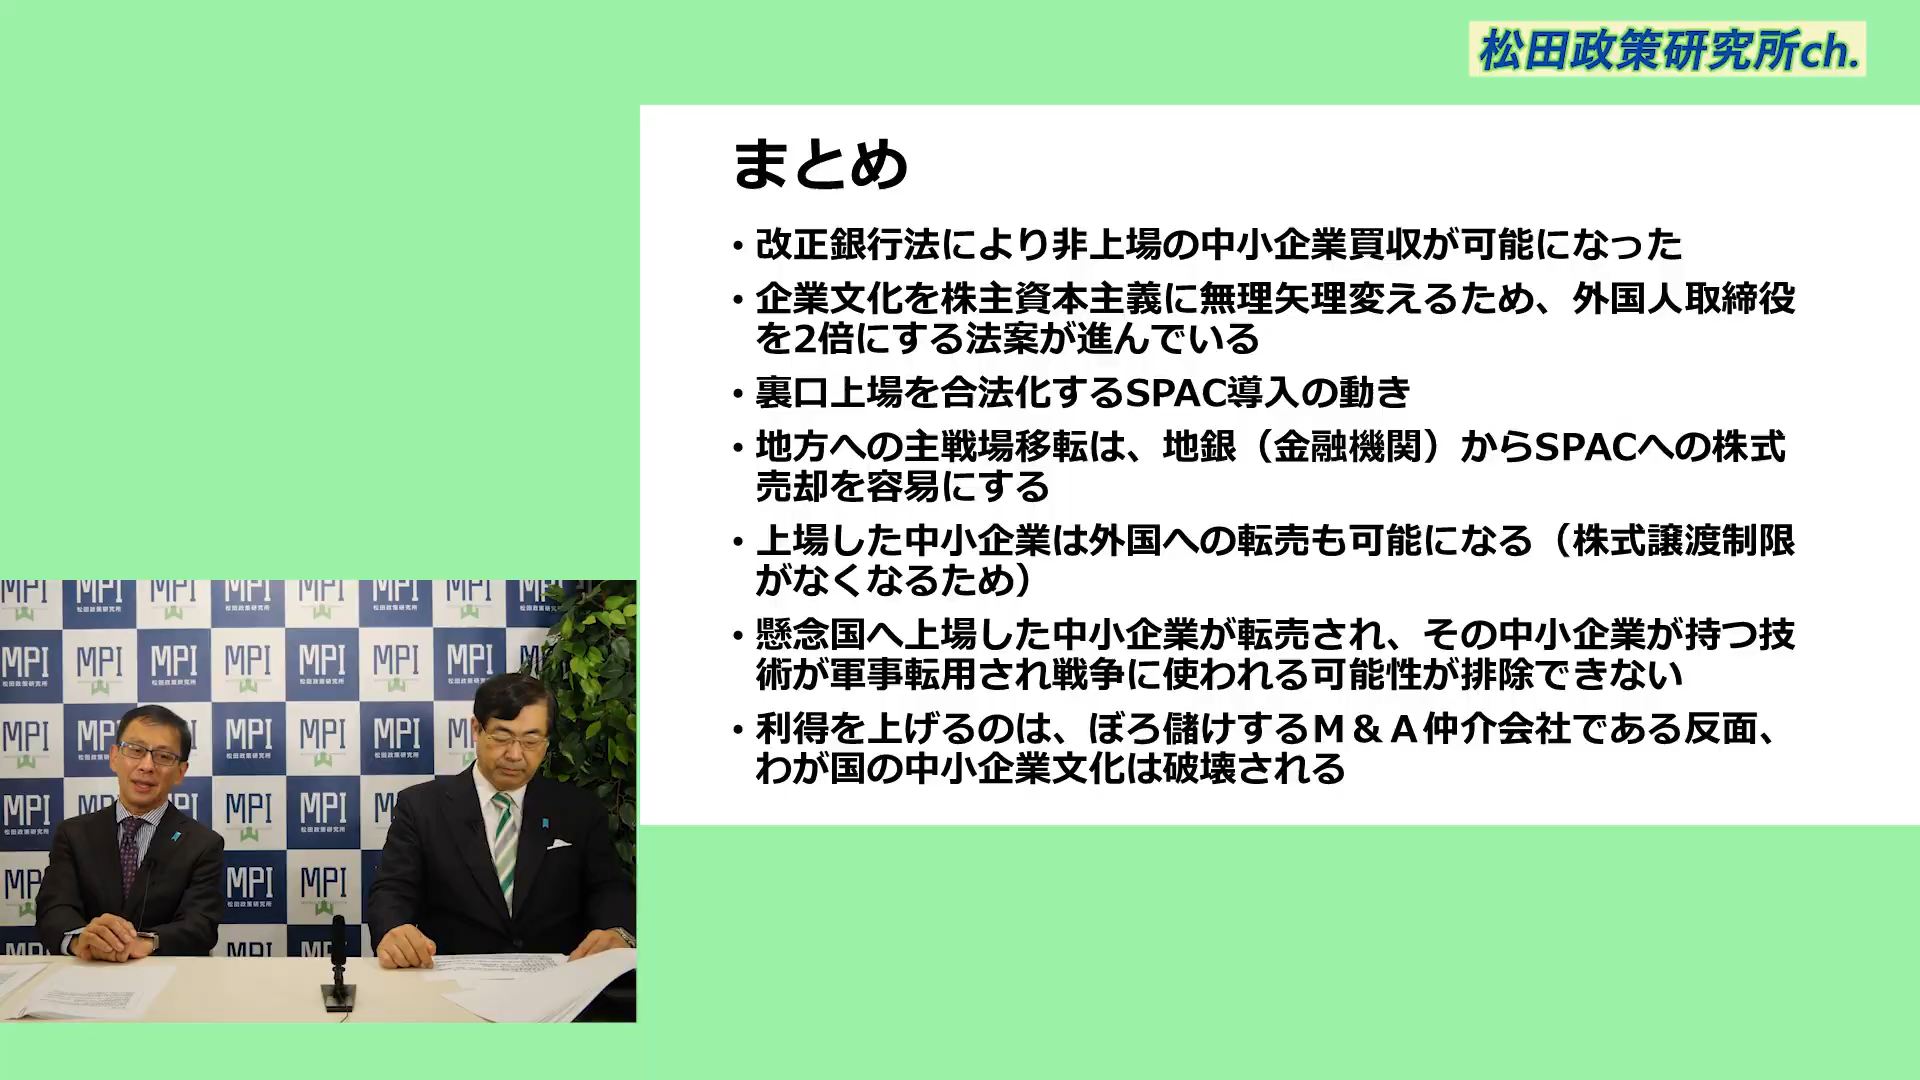 松田政策研究所ch.
まとめ
・改正銀行法により非上場の中小企業買収が可能になった
・企業文化を株主資本主義に無理矢理変えるため、外国人取締役
を2倍にする法案が進んでいる
・裏口上場を合法化するSPAC導入の動き
・地方への主戦場移転は、地銀（金融機関）からSPACへの株式
売却を容易にする
・上場した中小企業は外国への転売も可能になる（株式譲渡制限
がなくなるため）
・懸念国へ上場した中小企業が転売され、その中小企業が持つ技
術が軍事転用され戦争に使われる可能性が排除できない
・利得を上げるのは、ぼろ儲けするＭ＆Ａ仲介会社である反面、
わが国の中小企業文化は破壊される
MPI
松田政策研究所